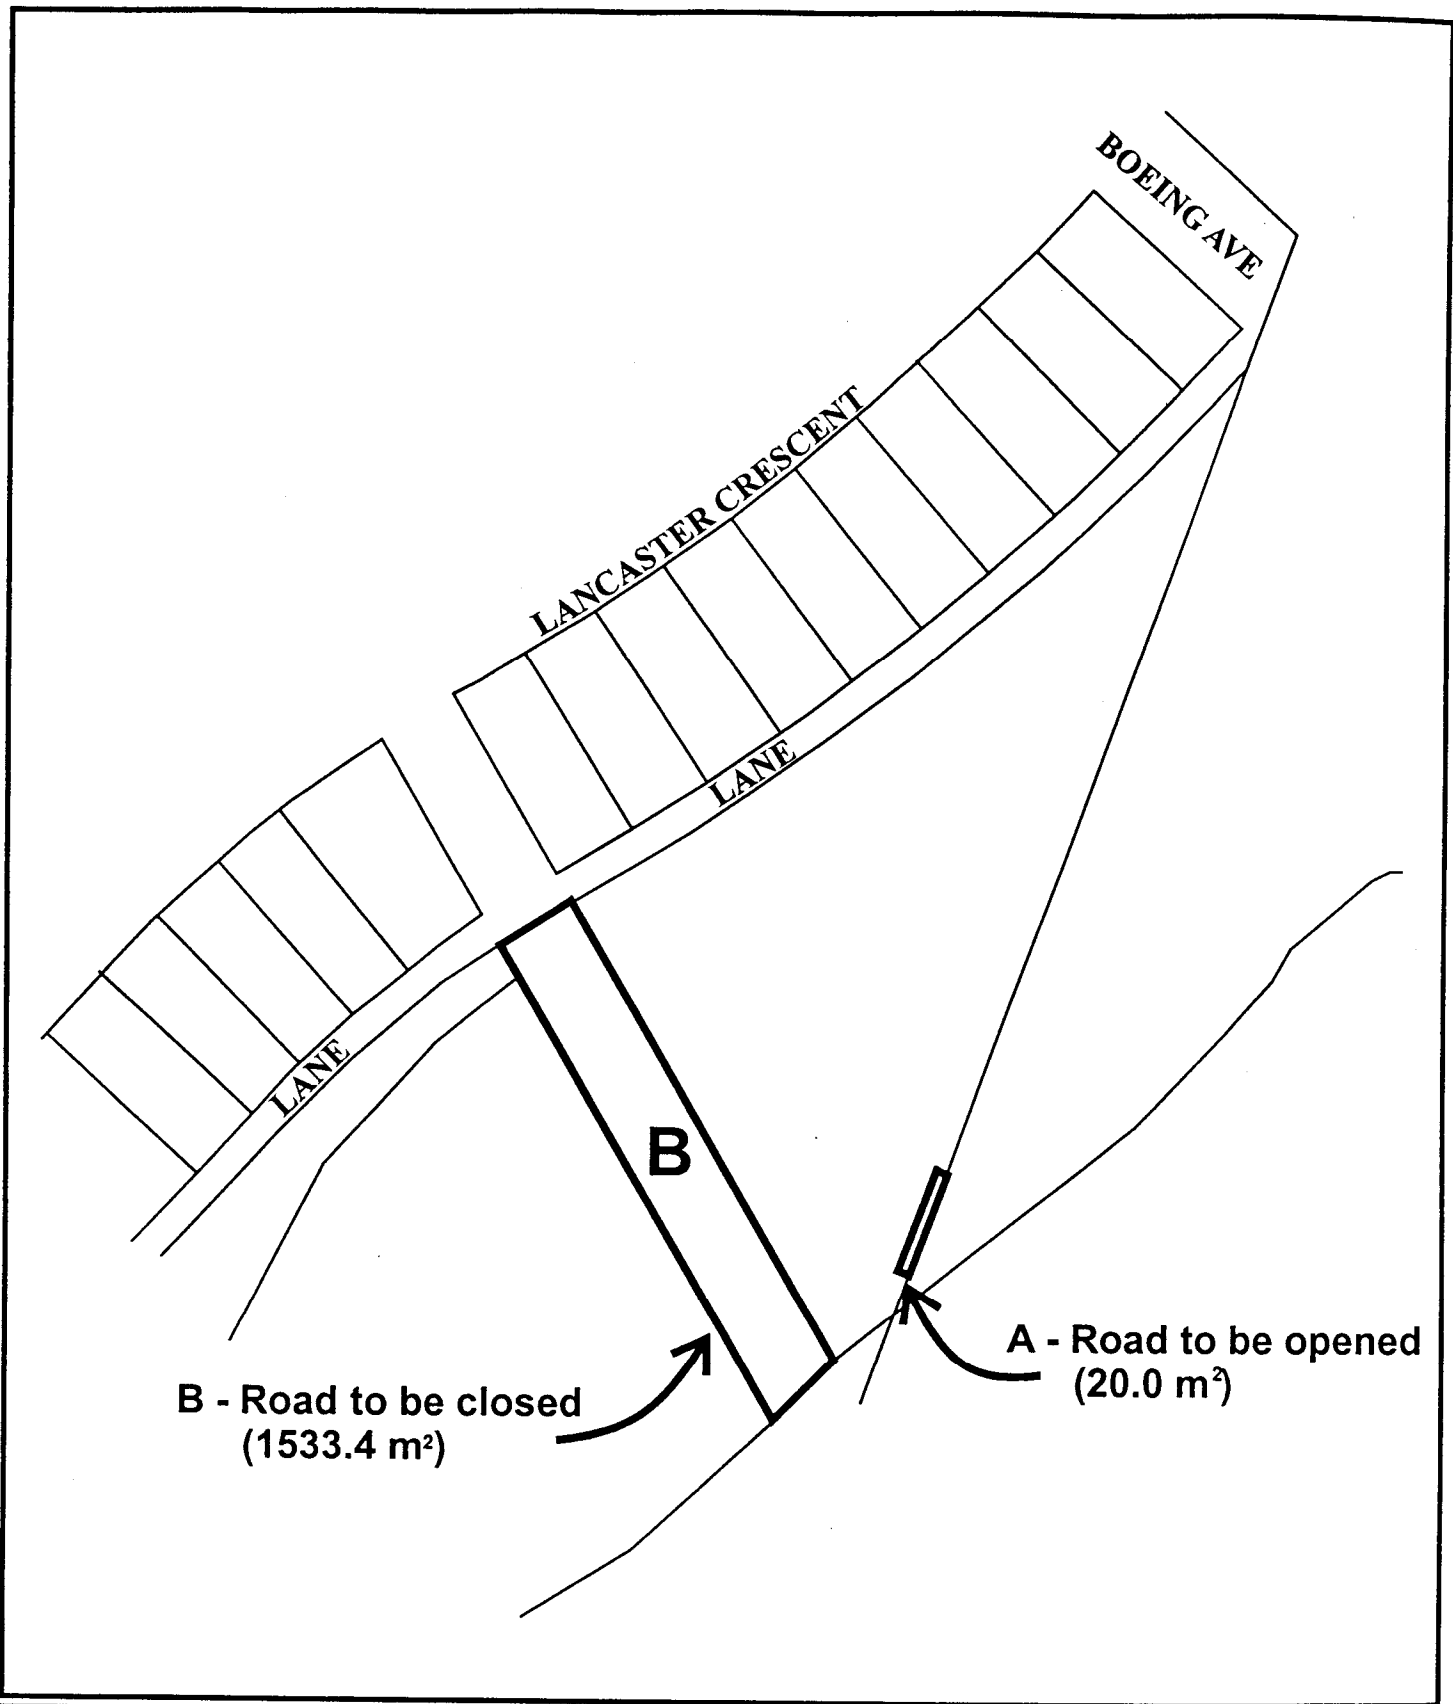 BOEING AVE
LANCASTER CRESCENT
LANE
LANE
B
A - Road to be opened
(20.0 m²)
B - Road to be closed
(1533.4 m²)